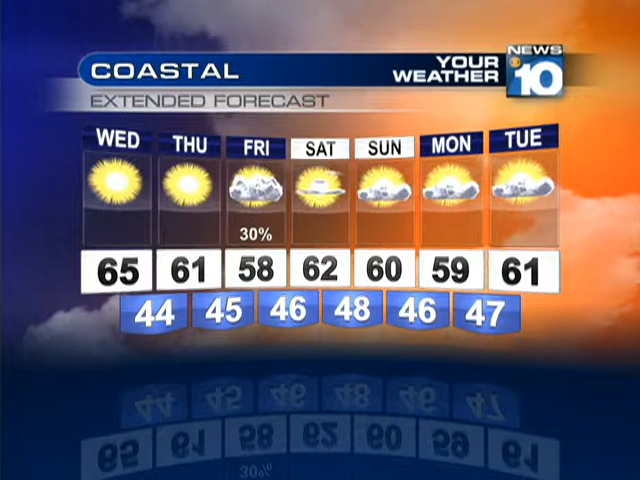 NEWS
COASTAL YOUR WEATHER 10
EXTENDED FORECAST
WED THU FRI SAT SUN MON TUE
30%
65 61 58 62 60 59 61
44 45 46 48 46 47